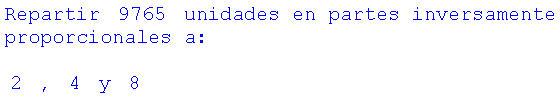 Repartir 9765 unidades en partes inversamente
proporcionales a:
2 , 4 y 8